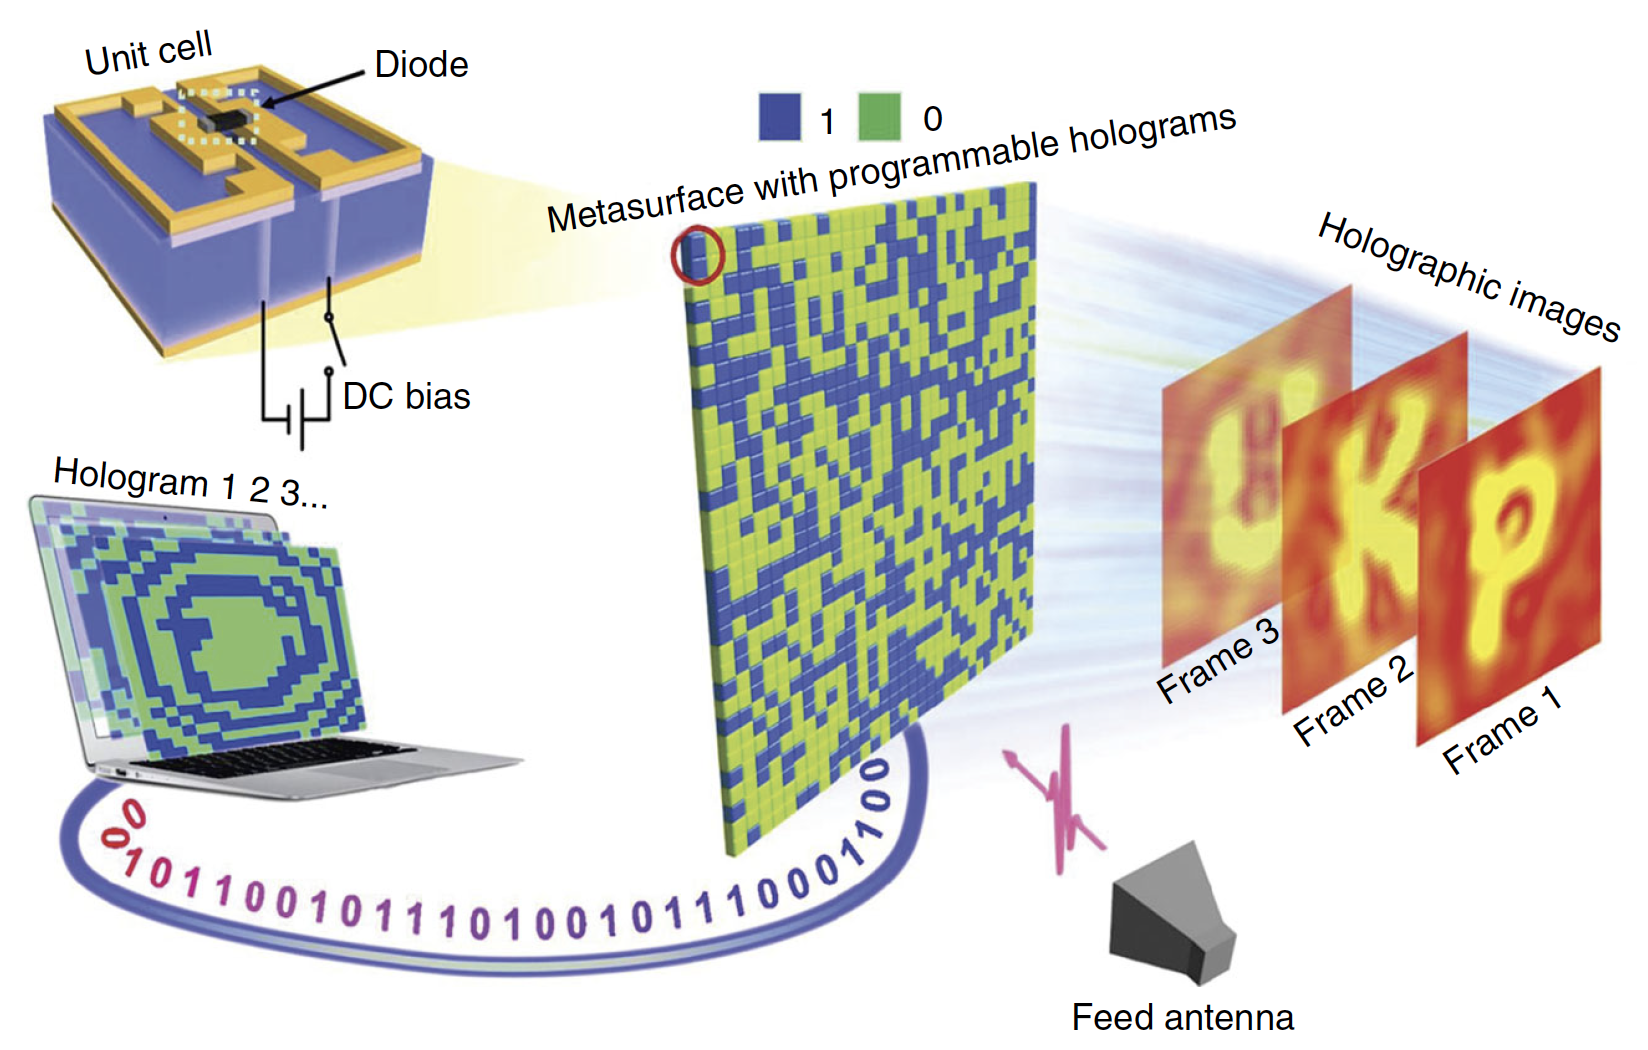 Unit cell
Diode
1 0
Metasurface with programmable holograms
Holographic images
DC bias
Hologram 1 2 3...
U
K
P
Frame 3
Frame 2
Frame 1
00101100101110100101110001100
Feed antenna